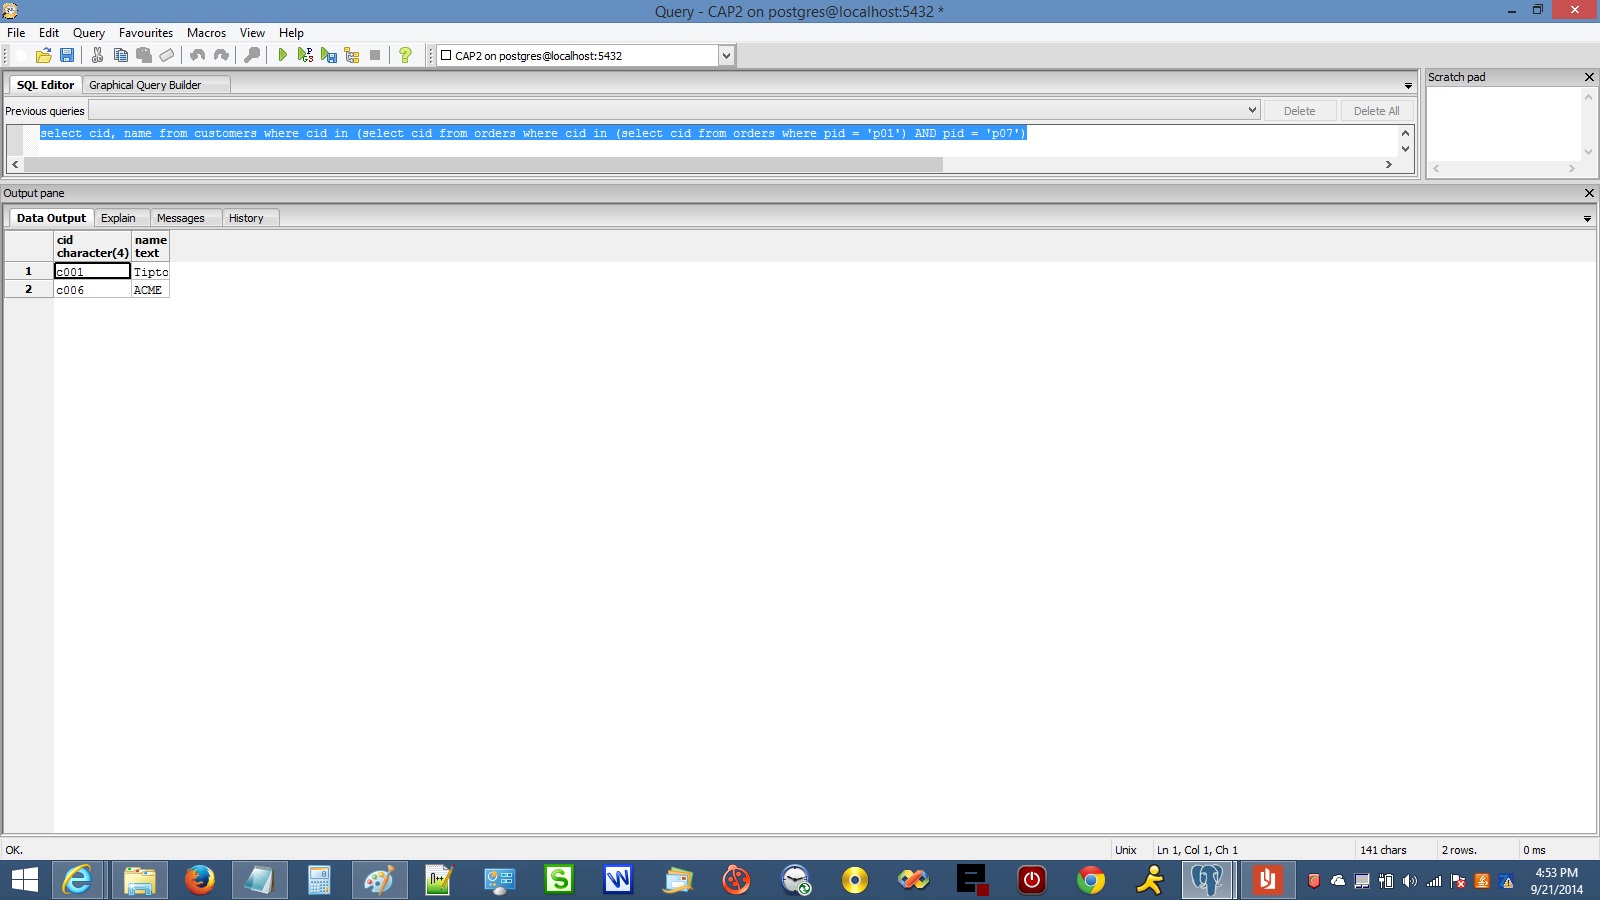 Query - CAP2 on postgres@localhost:5432 *
File Edit Query Favourites Macros View Help
CAP2 on postgres@localhost:5432
SQL Editor Graphical Query Builder
Scratch pad
Previous queries Delete Delete All
select cid, name from customers where cid in (select cid from orders where cid in (select cid from orders where pid = 'p01') AND pid = 'p07')
Output pane
Data Output Explain Messages History
cid name
character(4) text
1 c001 Tipto
2 c006 ACME
OK. Unix Ln 1, Col 1, Ch 1 141 chars 2 rows. 0 ms
4:53 PM
9/21/2014